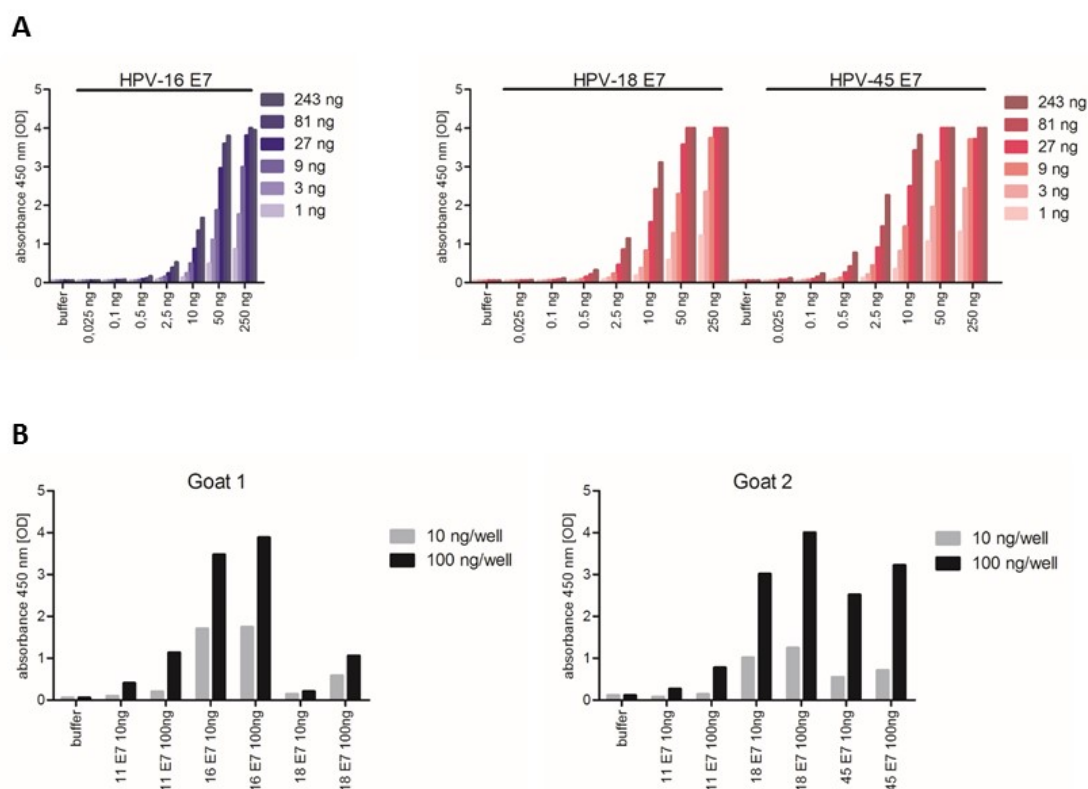 A
HPV-16 E7
absorbance 450 nm [OD]
5
4
3
2
1
0
buffer
0,025 ng
0,1 ng
0,5 ng
2,5 ng
10 ng
50 ng
250 ng
243 ng
81 ng
27 ng
9 ng
3 ng
1 ng
HPV-18 E7
HPV-45 E7
absorbance 450 nm [OD]
5
4
3
2
1
0
buffer
0,025 ng
0.1 ng
0.5 ng
2.5 ng
10 ng
50 ng
250 ng
buffer
0.025 ng
0.1 ng
0.5 ng
2.5 ng
10 ng
50 ng
250 ng
243 ng
81 ng
27 ng
9 ng
3 ng
1 ng
B
Goat 1
absorbance 450 nm [OD]
5
4
3
2
1
0
buffer
11 E7 10ng
11 E7 100ng
16 E7 10ng
16 E7 100ng
18 E7 10ng
18 E7 100ng
10 ng/well
100 ng/well
Goat 2
absorbance 450 nm [OD]
5
4
3
2
1
0
buffer
11 E7 10ng
11 E7 100ng
18 E7 10ng
18 E7 100ng
45 E7 10ng
45 E7 100ng
10 ng/well
100 ng/well